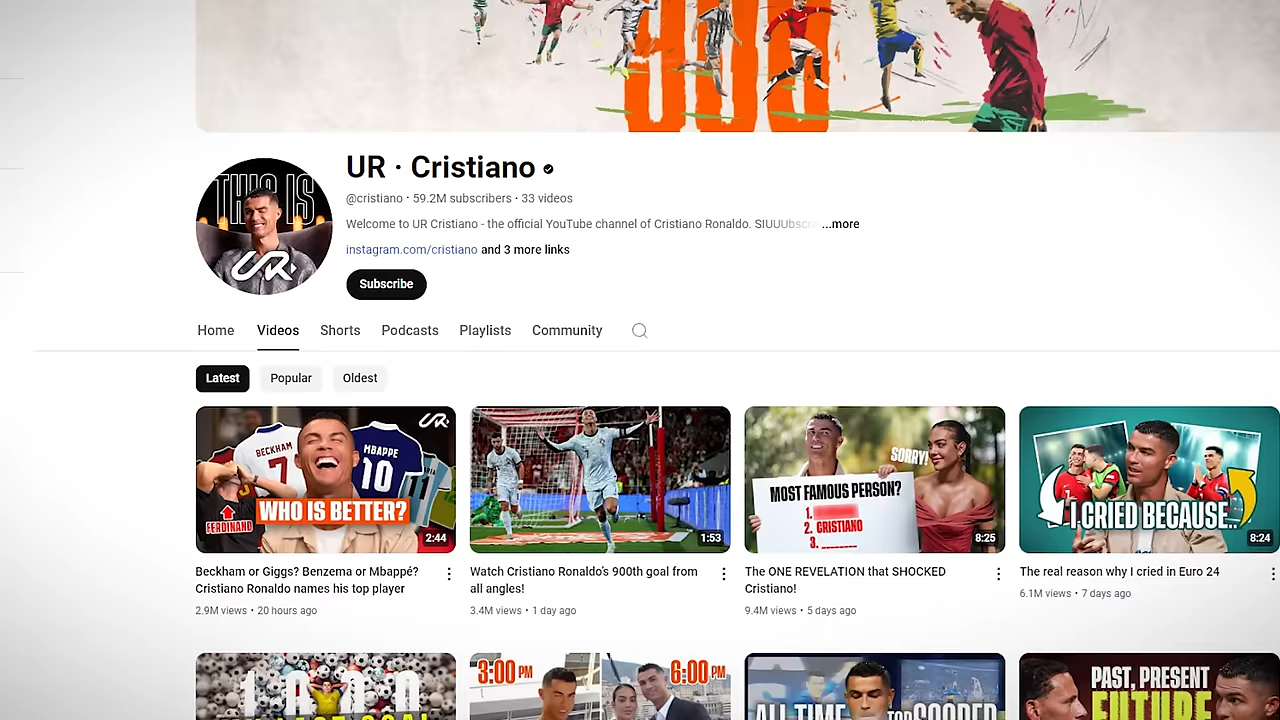 900
THIS IS
UR
UR · Cristiano
@cristiano · 59.2M subscribers · 33 videos
Welcome to UR Cristiano - the official YouTube channel of Cristiano Ronaldo. SIUUUbscr ...more
instagram.com/cristiano and 3 more links
Subscribe
Home Videos Shorts Podcasts Playlists Community
Latest Popular Oldest
UR
BECKHAM
7
MBAPPE
10
11
FERDINAND
WHO IS BETTER?
2:44
1:53
SORRY!
MOST FAMOUS PERSON?
1.
2. CRISTIANO
3.
8:25
I CRIED BECAUSE..
8:24
Beckham or Giggs? Benzema or Mbappé?
Cristiano Ronaldo names his top player
2.9M views · 20 hours ago
Watch Cristiano Ronaldo's 900th goal from
all angles!
3.4M views · 1 day ago
The ONE REVELATION that SHOCKED
Cristiano!
9.4M views · 5 days ago
The real reason why I cried in Euro 24
6.1M views · 7 days ago
3:00 PM
6:00 PM
ALL TIME TOP SCORER
PAST, PRESENT
FUTURE